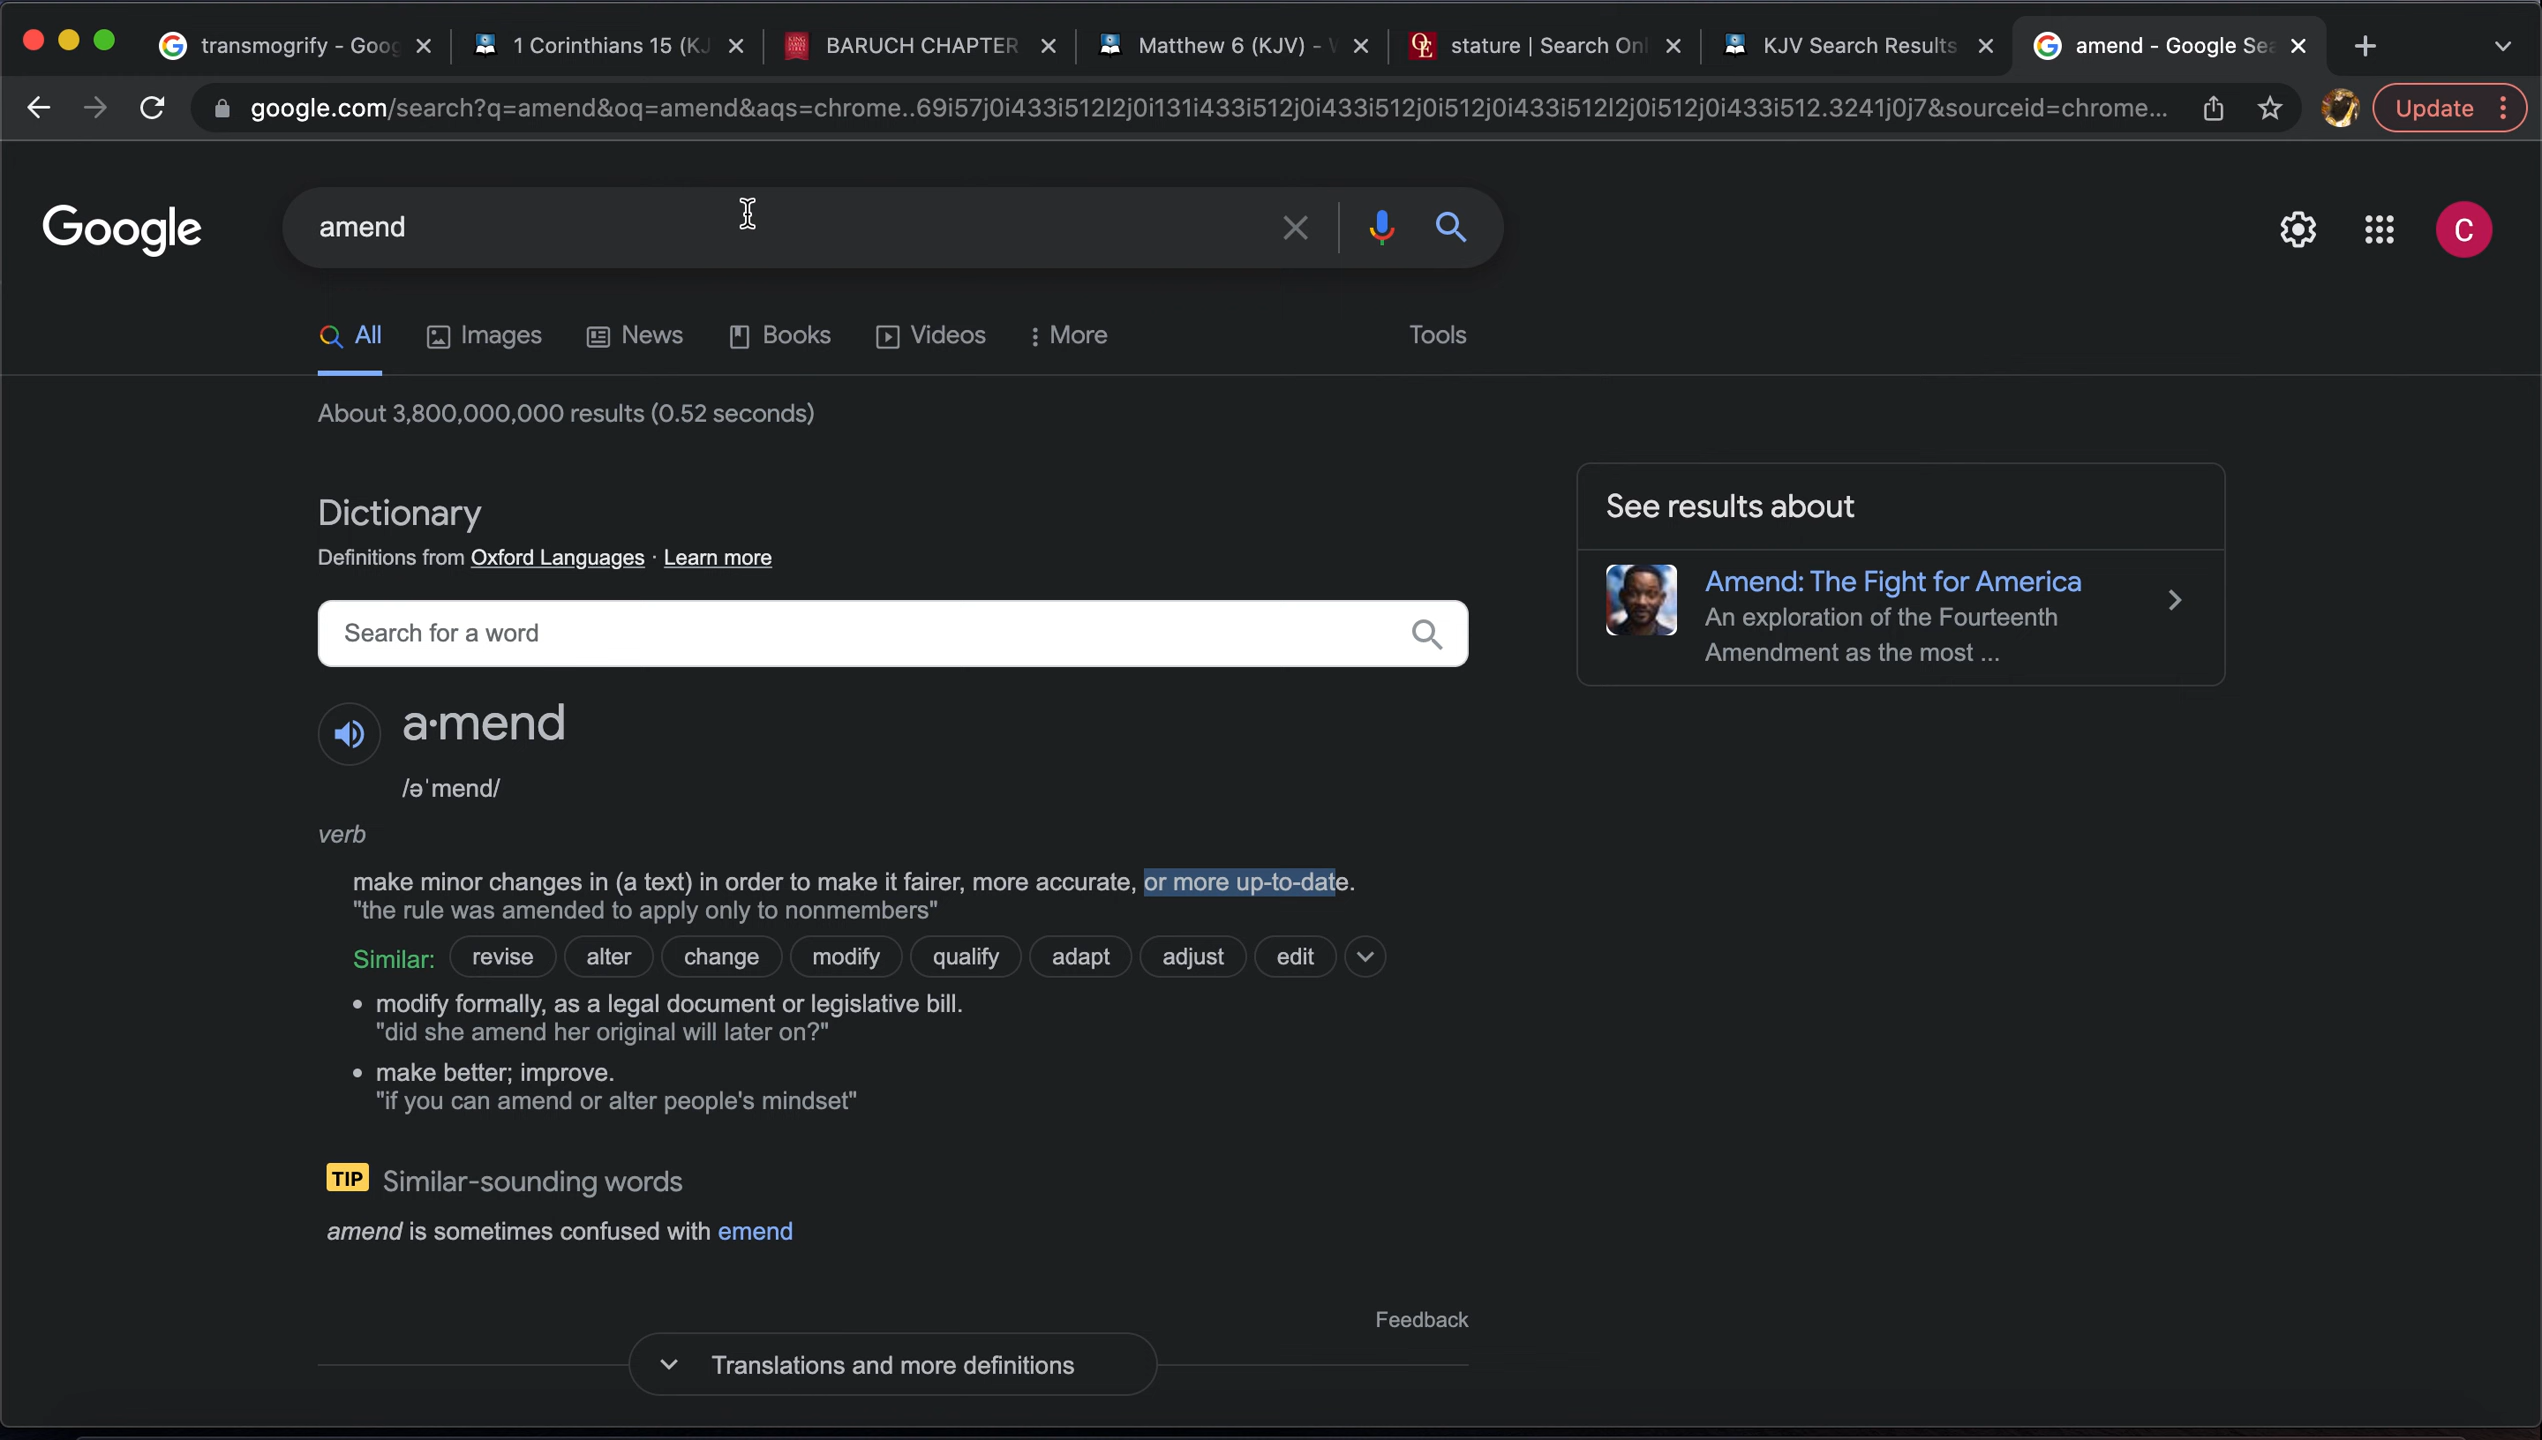 transmogrify - Goog
1 Corinthians 15 (KJ
BARUCH CHAPTER
Matthew 6 (KJV) - W
stature | Search Onl
KJV Search Results
amend - Google Sea
google.com/search?q=amend&oq=amend&aqs=chrome..69i57j0i433i512l2j0i131i433i512j0i433i512j0i512j0i433i512l2j0i512j0i433i512.3241j0j7&sourceid=chrome...
Update
Google
amend
C
All
Images
News
Books
Videos
More
Tools
About 3,800,000,000 results (0.52 seconds)
Dictionary
Definitions from Oxford Languages · Learn more
Search for a word
a·mend
/əˈmend/
verb
make minor changes in (a text) in order to make it fairer, more accurate, or more up-to-date.
"the rule was amended to apply only to nonmembers"
Similar: revise alter change modify qualify adapt adjust edit
• modify formally, as a legal document or legislative bill.
"did she amend her original will later on?"
• make better; improve.
"if you can amend or alter people's mindset"
TIP Similar-sounding words
amend is sometimes confused with emend
Feedback
Translations and more definitions
See results about
Amend: The Fight for America
An exploration of the Fourteenth
Amendment as the most ...